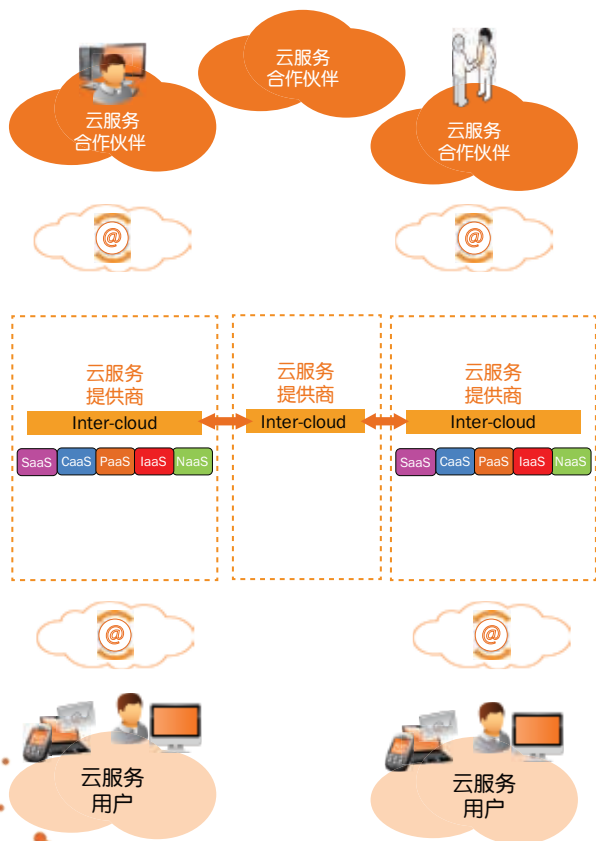 云服务
合作伙伴
云服务
合作伙伴
云服务
合作伙伴
@
@
云服务
提供商
Inter-cloud
SaaS CaaS PaaS IaaS NaaS
云服务
提供商
Inter-cloud
云服务
提供商
Inter-cloud
SaaS CaaS PaaS IaaS NaaS
@
@
云服务
用户
云服务
用户